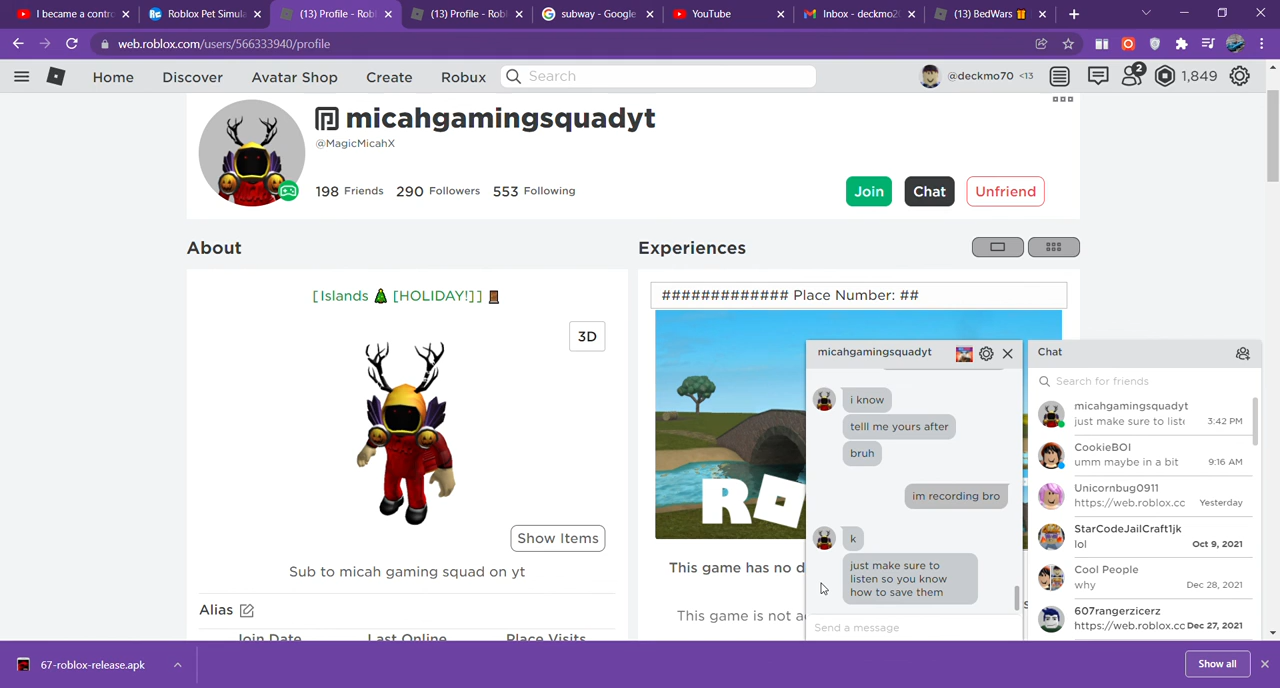 I became a contr
Roblox Pet Simula
(13) Profile - Rob
(13) Profile - Rob
subway - Google
YouTube
Inbox - deckmo20
(13) BedWars
web.roblox.com/users/566333940/profile
Home Discover Avatar Shop Create Robux Search @deckmo70 <13 2 1,849
micahgamingsquadyt
@MagicMicahX
198 Friends 290 Followers 553 Following
Join Chat Unfriend
About
[Islands 🎄 [HOLIDAY!]] 🚪
3D
Show Items
Sub to micah gaming squad on yt
Alias
Join Date Last Online Place Visits
Experiences
############# Place Number: ##
RO
This game has no d
This game is not ac
micahgamingsquadyt
i know
telll me yours after
bruh
im recording bro
k
just make sure to
listen so you know
how to save them
Send a message
Chat
Search for friends
micahgamingsquadyt
just make sure to liste 3:42 PM
CookieBOI
umm maybe in a bit 9:16 AM
Unicornbug0911
https://web.roblox.cc Yesterday
StarCodeJailCraft1jk
lol Oct 9, 2021
Cool People
why Dec 28, 2021
607rangerzicerz
https://web.roblox.cc Dec 27, 2021
67-roblox-release.apk
Show all